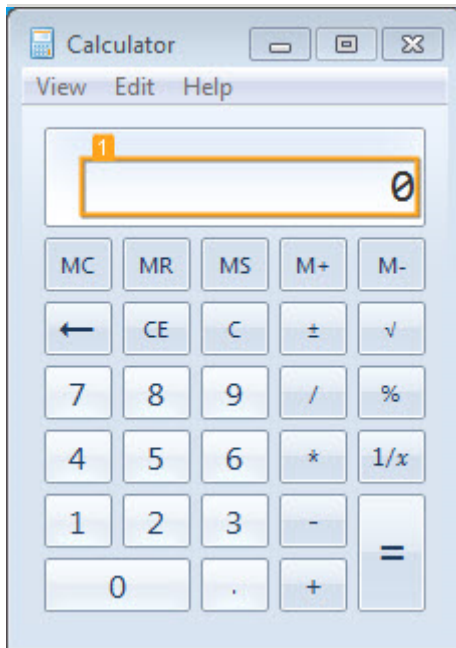 Calculator
View Edit Help
1
0
MC MR MS M+ M-
← CE C ± √
7 8 9 / %
4 5 6 * 1/x
1 2 3 - =
0 . +